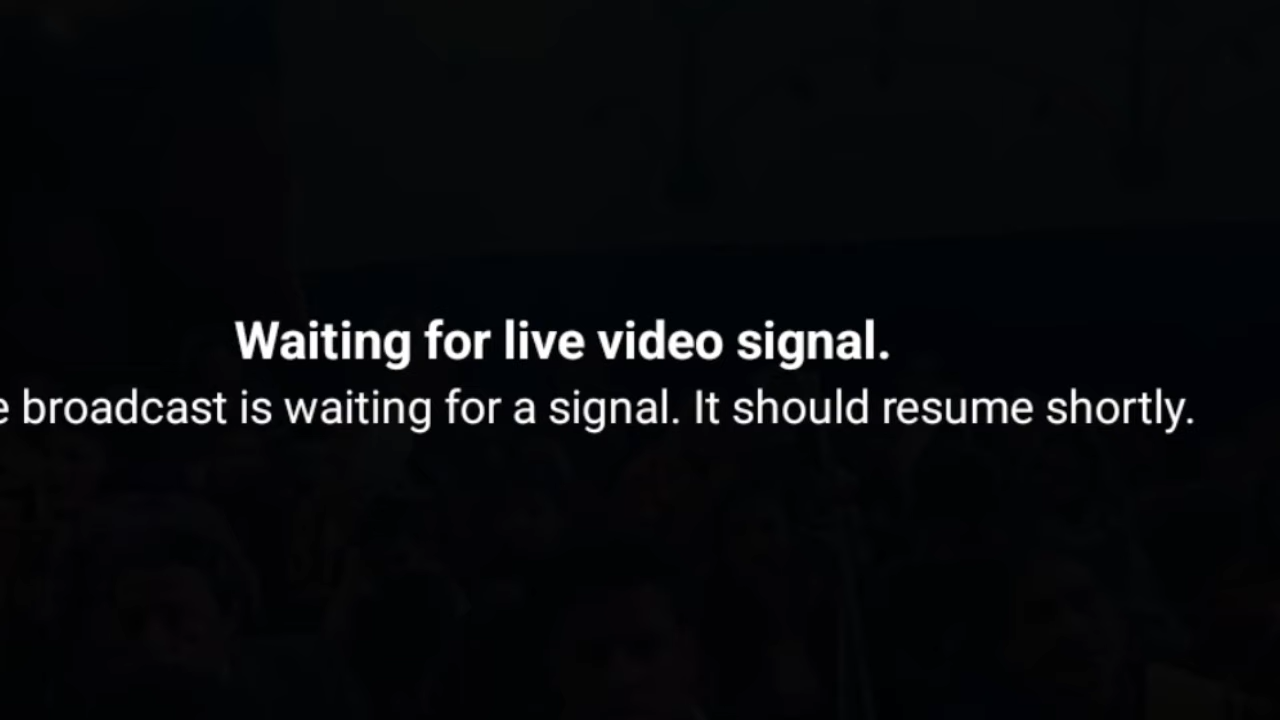 Waiting for live video signal.
e broadcast is waiting for a signal. It should resume shortly.